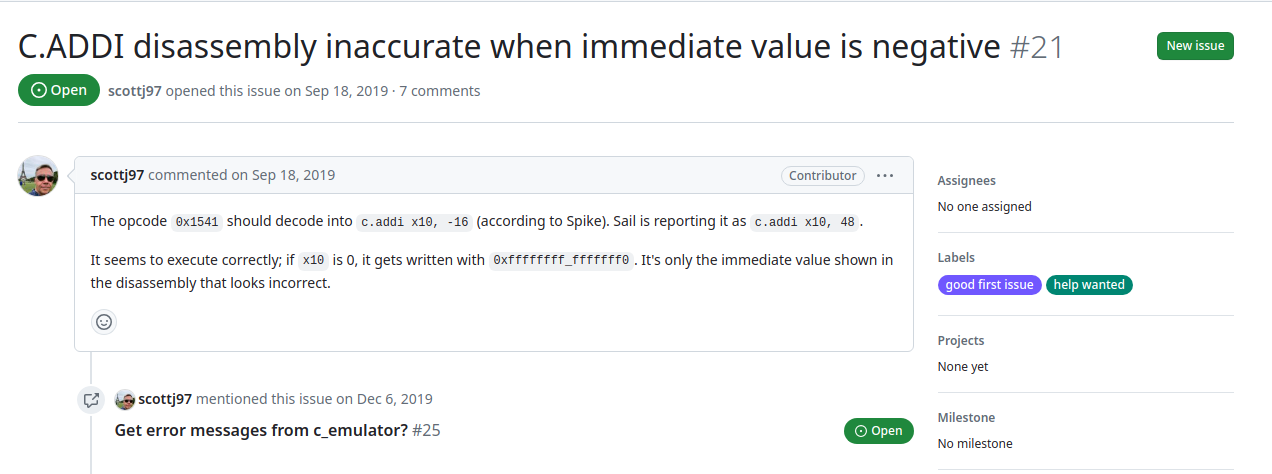 C.ADDI disassembly inaccurate when immediate value is negative #21
New issue
Open
scottj97 opened this issue on Sep 18, 2019 · 7 comments
scottj97 commented on Sep 18, 2019
Contributor
The opcode 0x1541 should decode into c.addi x10, -16 (according to Spike). Sail is reporting it as c.addi x10, 48.
It seems to execute correctly; if x10 is 0, it gets written with 0xffffffff_fffffff0. It's only the immediate value shown in
the disassembly that looks incorrect.
scottj97 mentioned this issue on Dec 6, 2019
Get error messages from c_emulator? #25
Open
Assignees
No one assigned
Labels
good first issue
help wanted
Projects
None yet
Milestone
No milestone